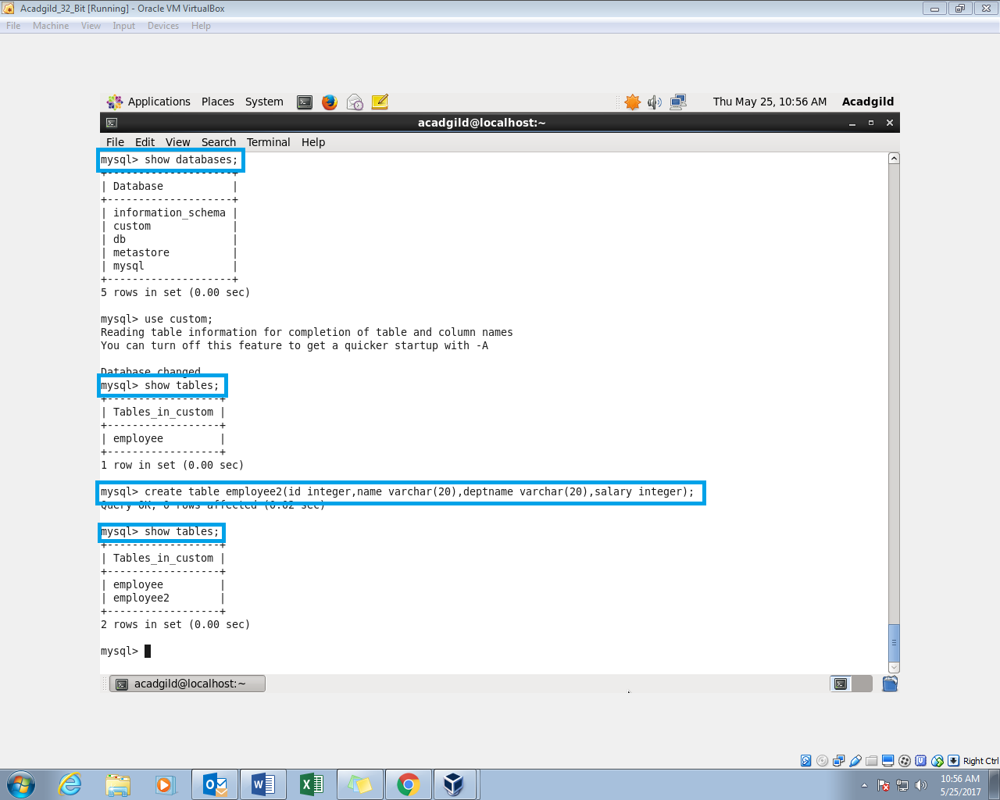 Acadgild_32_Bit [Running] - Oracle VM VirtualBox
File Machine View Input Devices Help
Applications Places System Thu May 25, 10:56 AM Acadgild
acadgild@localhost:~
File Edit View Search Terminal Help
mysql> show databases;
+--------------------+
| Database           |
+--------------------+
| information_schema |
| custom             |
| db                 |
| metastore          |
| mysql              |
+--------------------+
5 rows in set (0.00 sec)
mysql> use custom;
Reading table information for completion of table and column names
You can turn off this feature to get a quicker startup with -A
Database changed
mysql> show tables;
+------------------+
| Tables_in_custom |
+------------------+
| employee         |
+------------------+
1 row in set (0.00 sec)
mysql> create table employee2(id integer,name varchar(20),deptname varchar(20),salary integer);
Query OK, 0 rows affected (0.02 sec)
mysql> show tables;
+------------------+
| Tables_in_custom |
+------------------+
| employee         |
| employee2        |
+------------------+
2 rows in set (0.00 sec)
mysql>
acadgild@localhost:~
Right Ctrl
10:56 AM
5/25/2017